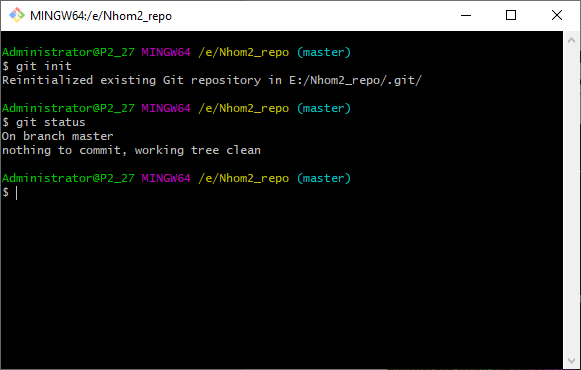 MINGW64:/e/Nhom2_repo
Administrator@P2_27 MINGW64 /e/Nhom2_repo (master)
$ git init
Reinitialized existing Git repository in E:/Nhom2_repo/.git/
Administrator@P2_27 MINGW64 /e/Nhom2_repo (master)
$ git status
On branch master
nothing to commit, working tree clean
Administrator@P2_27 MINGW64 /e/Nhom2_repo (master)
$